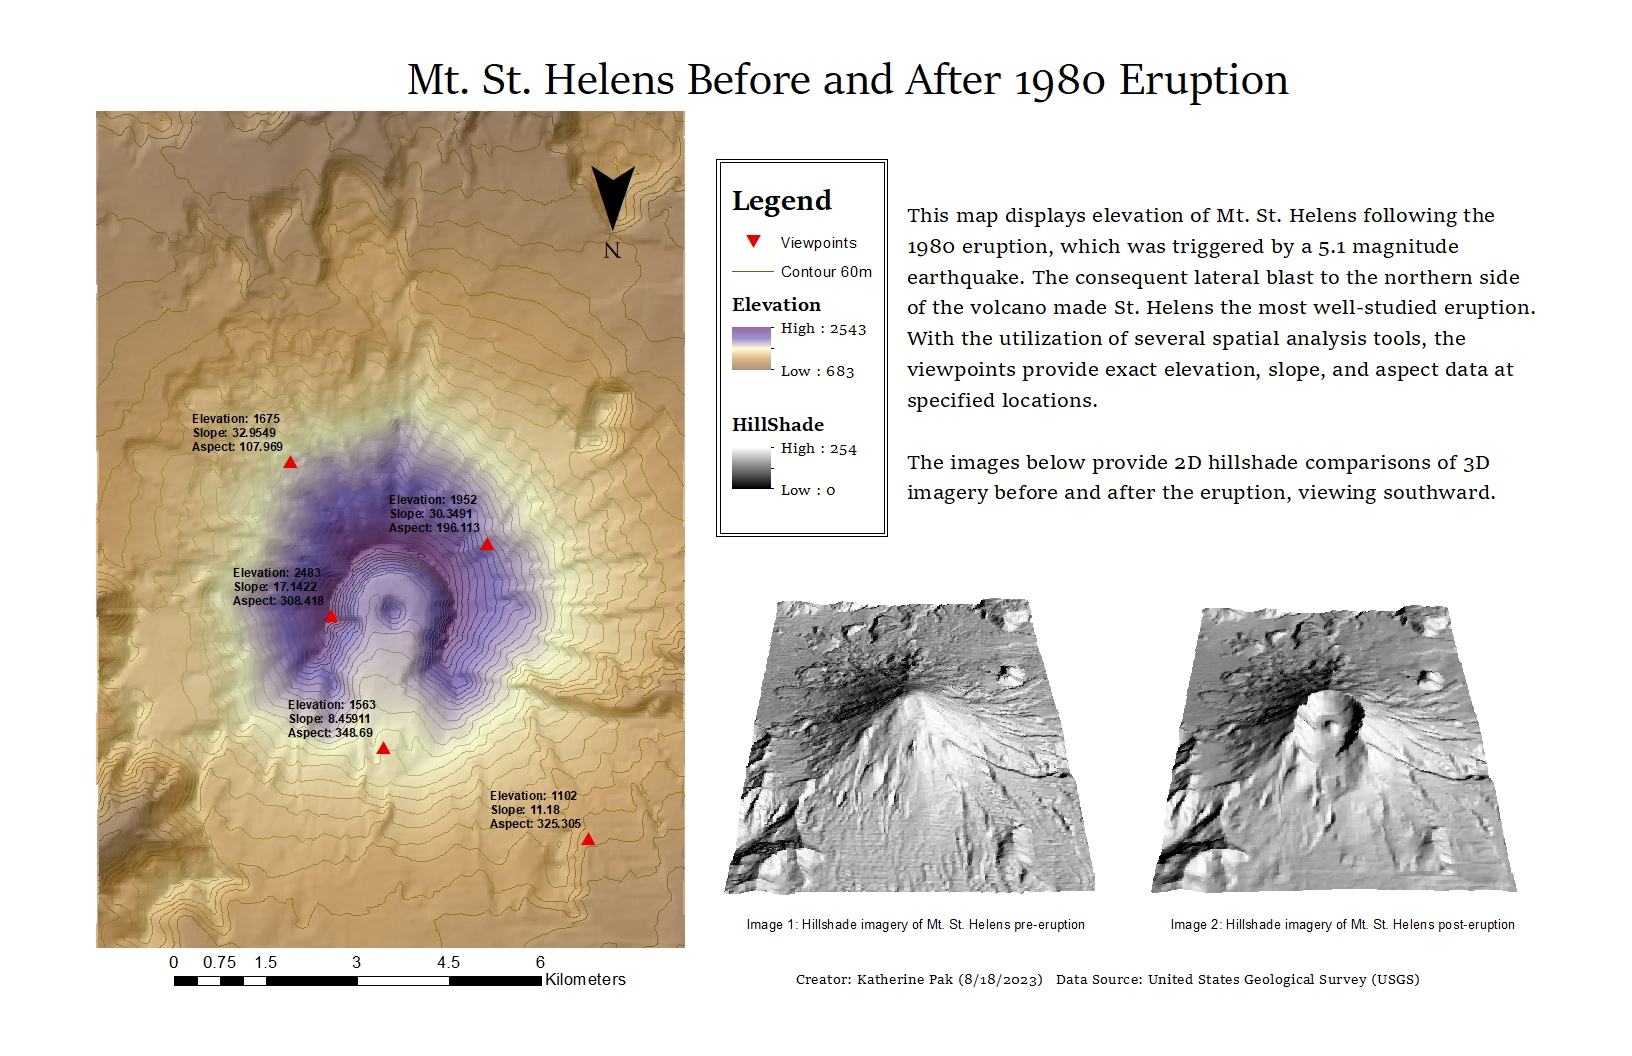 Mt. St. Helens Before and After 1980 Eruption
N
Elevation: 1675
Slope: 32.9549
Aspect: 107.969
Elevation: 1952
Slope: 30.3491
Aspect: 196.113
Elevation: 2483
Slope: 17.1422
Aspect: 308.418
Elevation: 1563
Slope: 8.45911
Aspect: 348.69
Elevation: 1102
Slope: 11.18
Aspect: 325.305
0 0.75 1.5 3 4.5 6
Kilometers
Legend
Viewpoints
Contour 60m
Elevation
High : 2543
Low : 683
HillShade
High : 254
Low : 0
This map displays elevation of Mt. St. Helens following the
1980 eruption, which was triggered by a 5.1 magnitude
earthquake. The consequent lateral blast to the northern side
of the volcano made St. Helens the most well-studied eruption.
With the utilization of several spatial analysis tools, the
viewpoints provide exact elevation, slope, and aspect data at
specified locations.
The images below provide 2D hillshade comparisons of 3D
imagery before and after the eruption, viewing southward.
Image 1: Hillshade imagery of Mt. St. Helens pre-eruption
Image 2: Hillshade imagery of Mt. St. Helens post-eruption
Creator: Katherine Pak (8/18/2023) Data Source: United States Geological Survey (USGS)